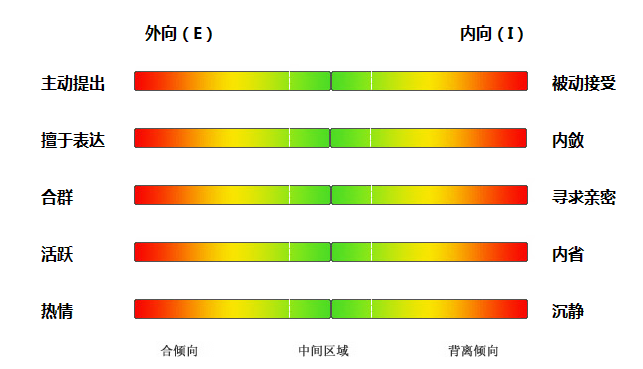 外向（E） 内向（I）
主动提出 被动接受
擅于表达 内敛
合群 寻求亲密
活跃 内省
热情 沉静
合倾向 中间区域 背离倾向